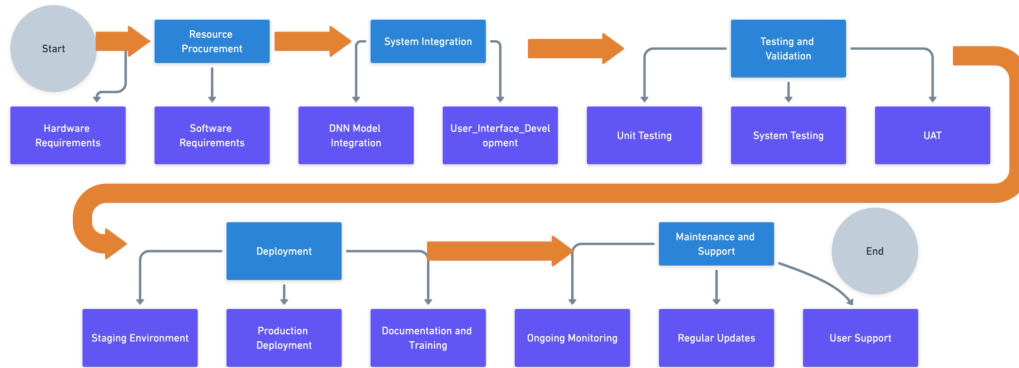 Start
Resource
Procurement
System Integration
Testing and
Validation
Hardware
Requirements
Software
Requirements
DNN Model
Integration
User_Interface_Devel
opment
Unit Testing
System Testing
UAT
Deployment
Maintenance and
Support
End
Staging Environment
Production
Deployment
Documentation and
Training
Ongoing Monitoring
Regular Updates
User Support